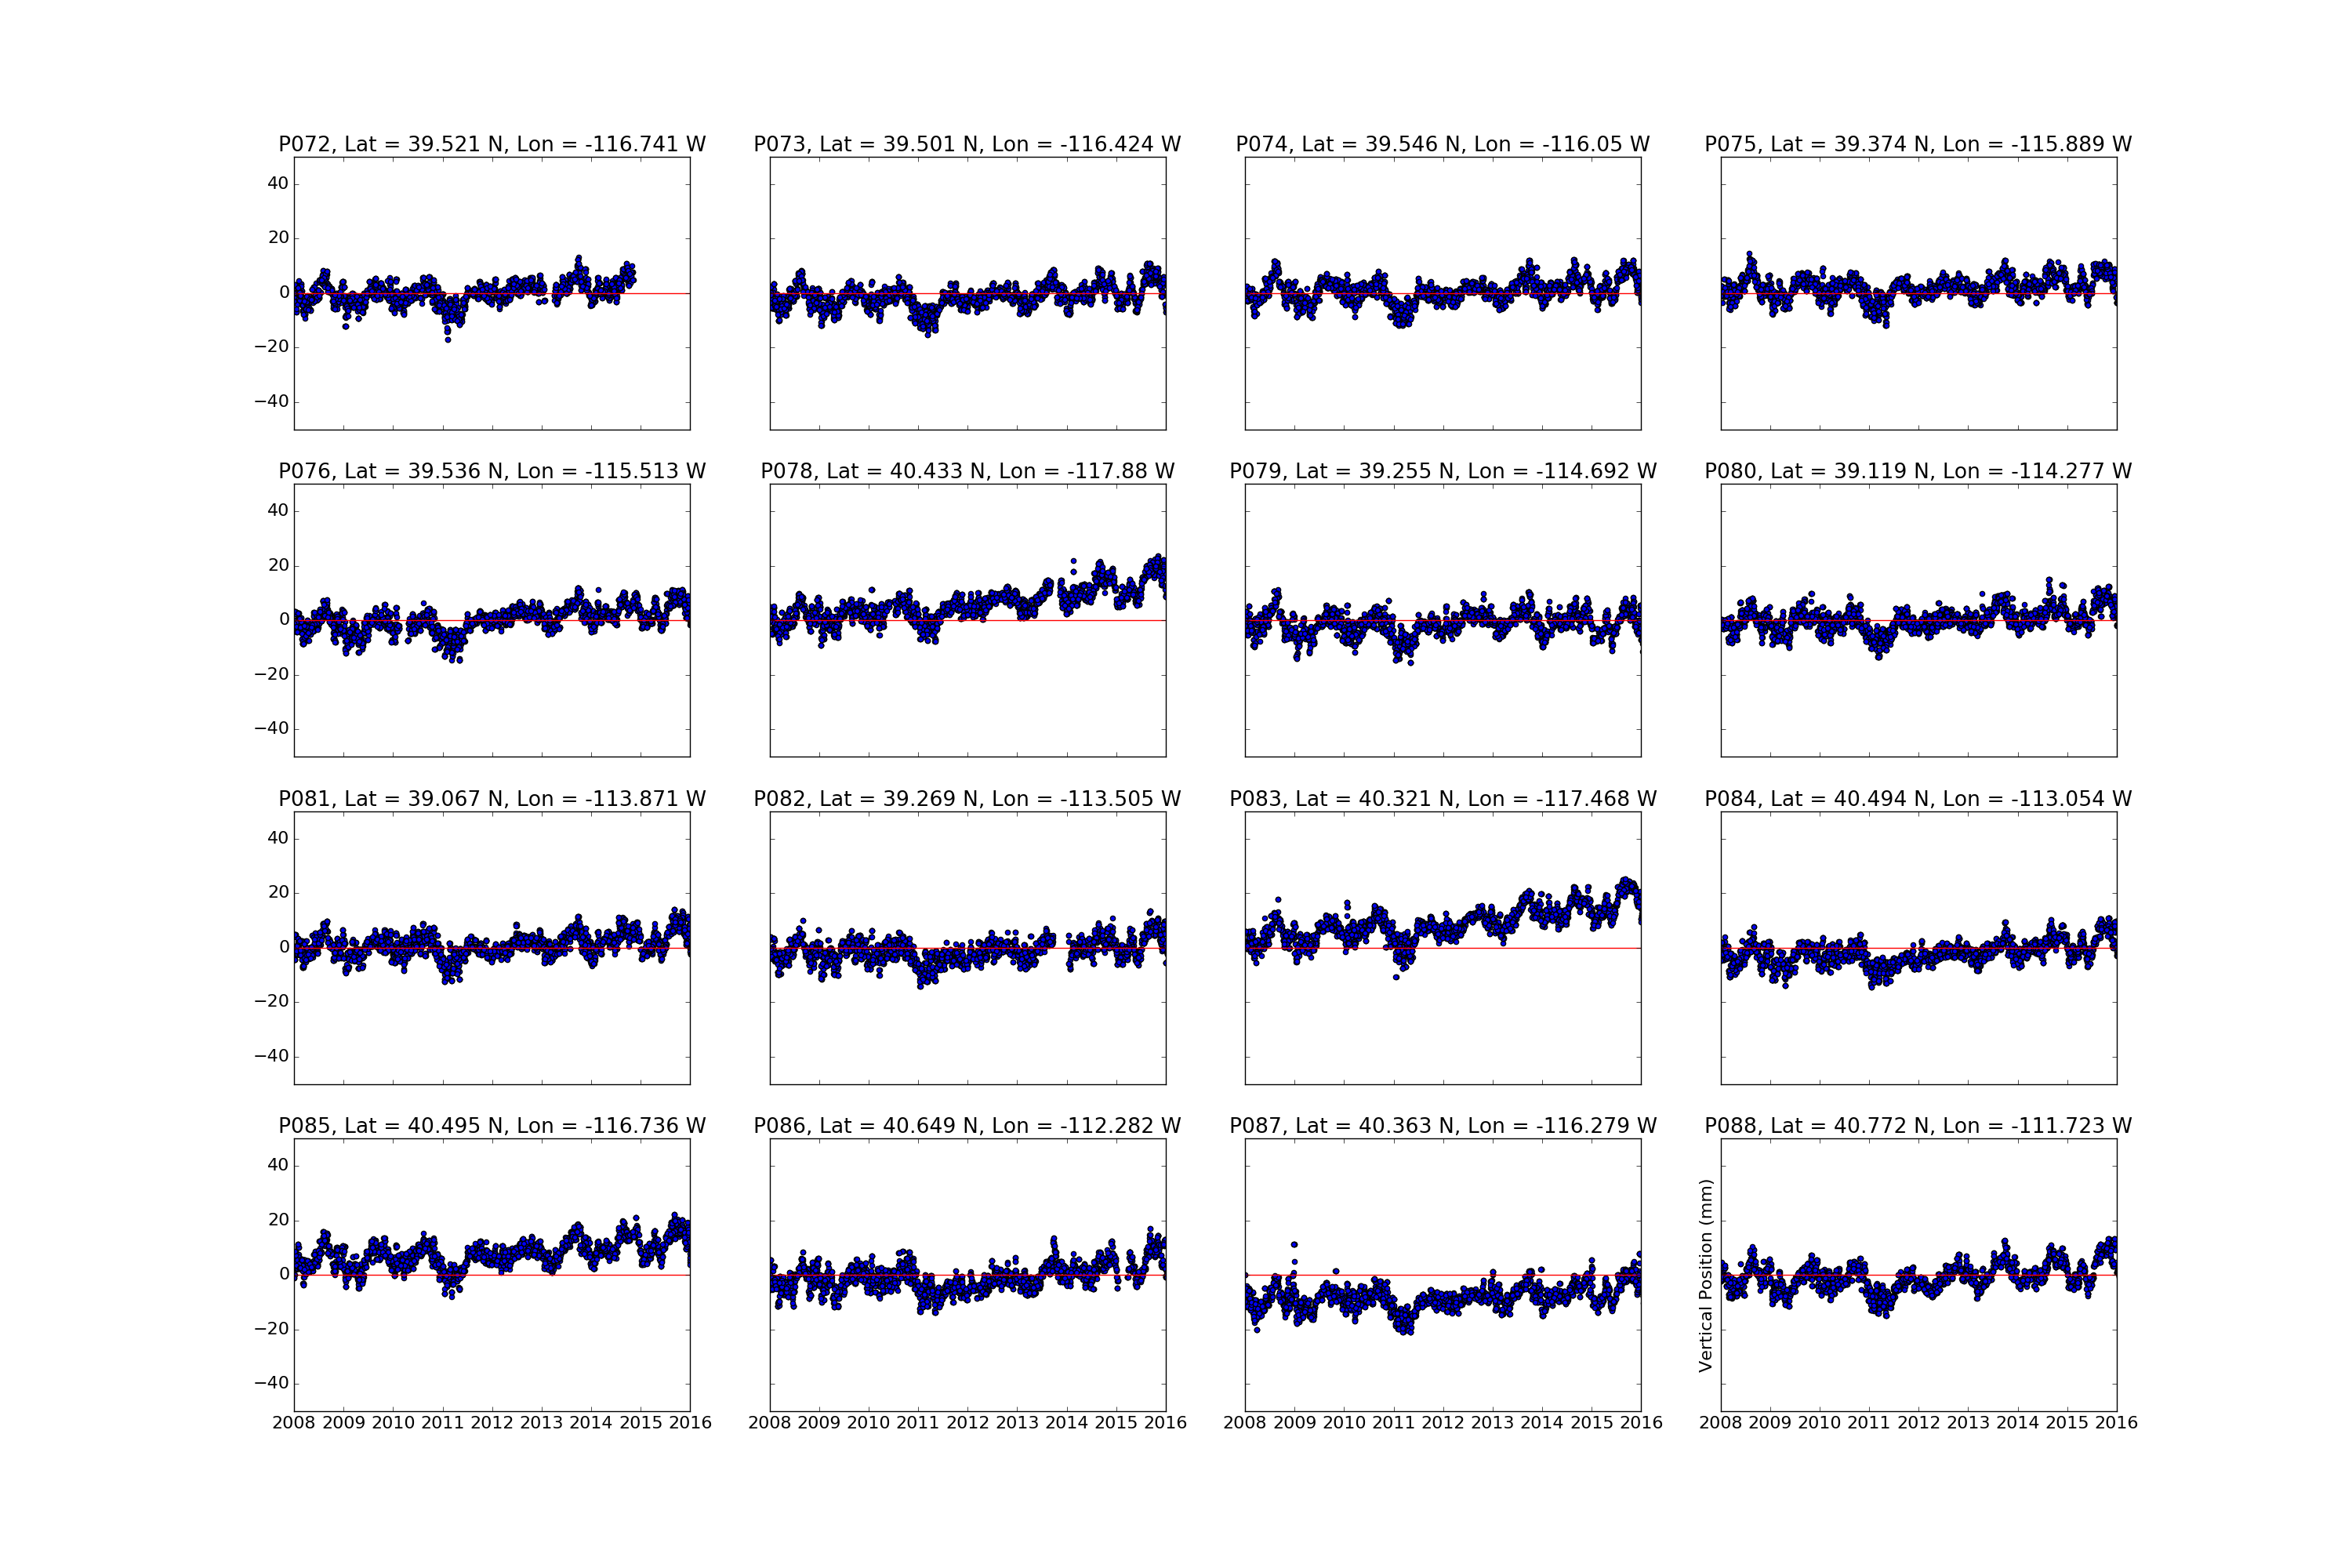 P072, Lat = 39.521 N, Lon = -116.741 W
P073, Lat = 39.501 N, Lon = -116.424 W
P074, Lat = 39.546 N, Lon = -116.05 W
P075, Lat = 39.374 N, Lon = -115.889 W
40
20
0
−20
−40
P076, Lat = 39.536 N, Lon = -115.513 W
P078, Lat = 40.433 N, Lon = -117.88 W
P079, Lat = 39.255 N, Lon = -114.692 W
P080, Lat = 39.119 N, Lon = -114.277 W
40
20
0
−20
−40
P081, Lat = 39.067 N, Lon = -113.871 W
P082, Lat = 39.269 N, Lon = -113.505 W
P083, Lat = 40.321 N, Lon = -117.468 W
P084, Lat = 40.494 N, Lon = -113.054 W
40
20
0
−20
−40
P085, Lat = 40.495 N, Lon = -116.736 W
P086, Lat = 40.649 N, Lon = -112.282 W
P087, Lat = 40.363 N, Lon = -116.279 W
P088, Lat = 40.772 N, Lon = -111.723 W
40
20
0
−20
−40
Vertical Position (mm)
2008 2009 2010 2011 2012 2013 2014 2015 2016
2008 2009 2010 2011 2012 2013 2014 2015 2016
2008 2009 2010 2011 2012 2013 2014 2015 2016
2008 2009 2010 2011 2012 2013 2014 2015 2016